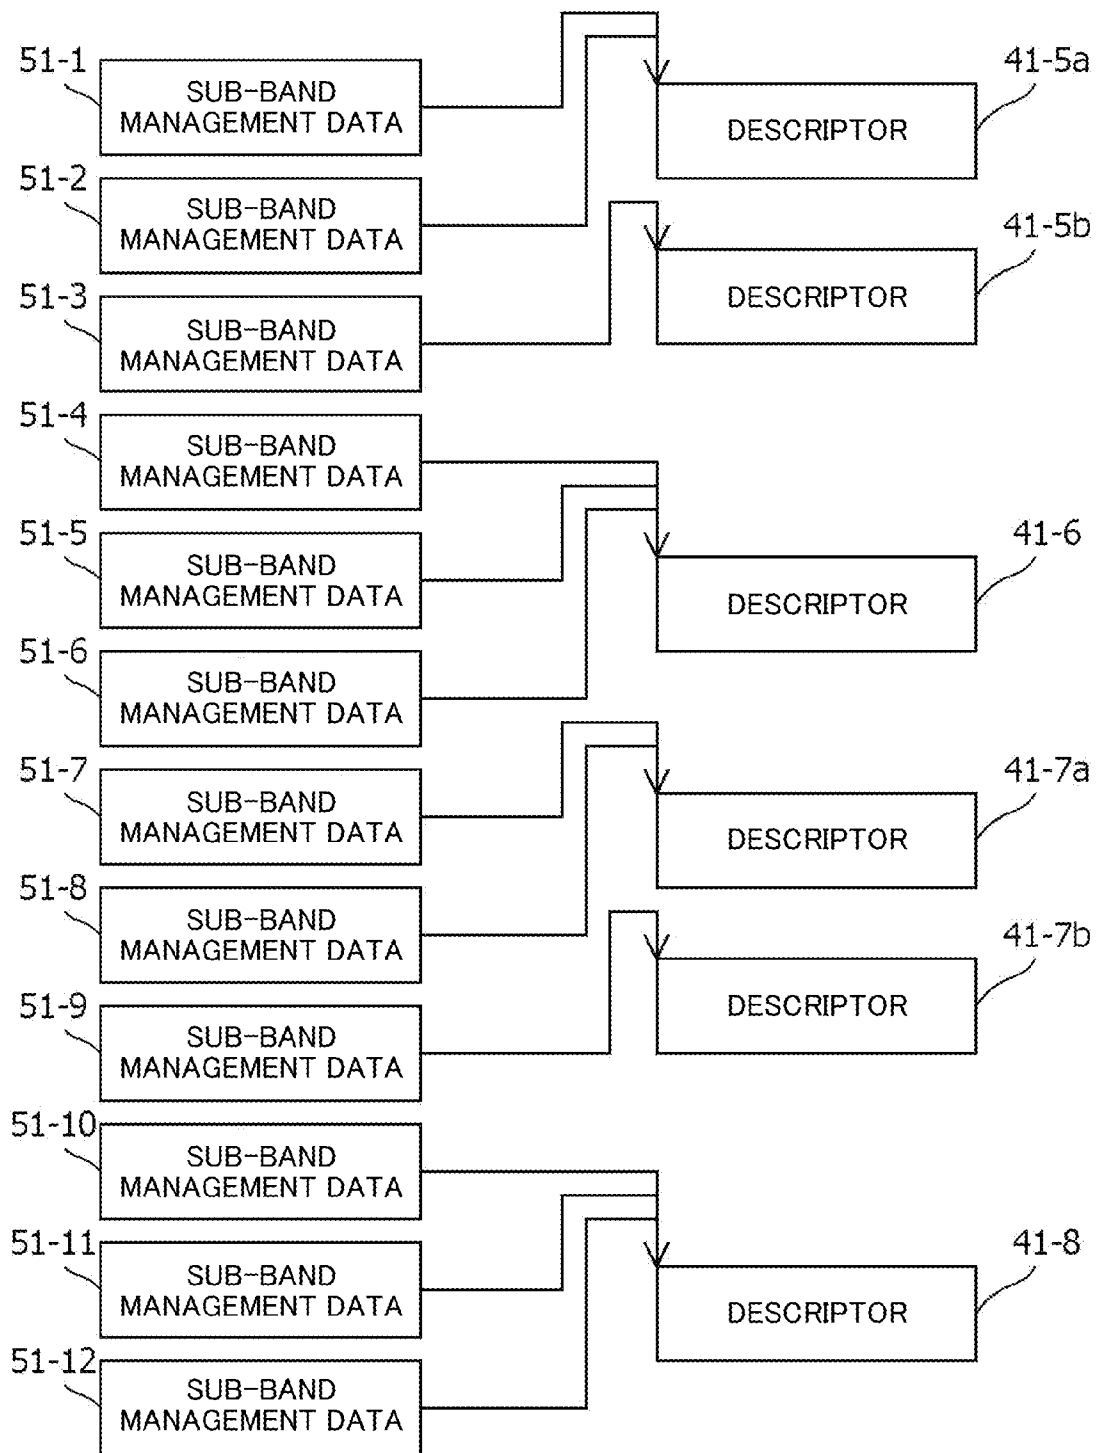 51-1
SUB-BAND
MANAGEMENT DATA
41-5a
DESCRIPTOR
51-2
SUB-BAND
MANAGEMENT DATA
41-5b
DESCRIPTOR
51-3
SUB-BAND
MANAGEMENT DATA
51-4
SUB-BAND
MANAGEMENT DATA
51-5
SUB-BAND
MANAGEMENT DATA
41-6
DESCRIPTOR
51-6
SUB-BAND
MANAGEMENT DATA
51-7
SUB-BAND
MANAGEMENT DATA
41-7a
DESCRIPTOR
51-8
SUB-BAND
MANAGEMENT DATA
41-7b
DESCRIPTOR
51-9
SUB-BAND
MANAGEMENT DATA
51-10
SUB-BAND
MANAGEMENT DATA
51-11
SUB-BAND
MANAGEMENT DATA
41-8
DESCRIPTOR
51-12
SUB-BAND
MANAGEMENT DATA